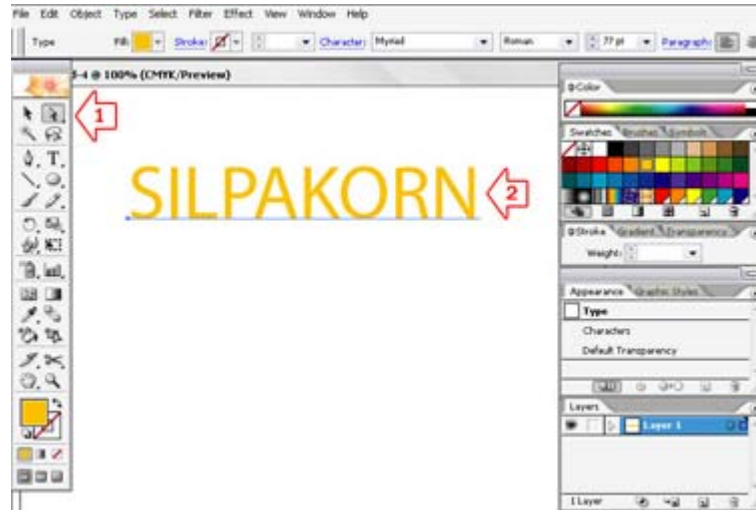 File Edit Object Type Select Filter Effect View Window Help
Type Fill: Stroke: Character: Myriad Roman 77 pt Paragraph:
-4 @ 100% (CMYK/Preview)
1
SILPAKORN
2
Color
Swatches Brushes Symbols
Stroke Gradient Transparency
Weight:
Appearance Graphic Styles
Type
Characters
Default Transparency
Layers
Layer 1
1 Layer